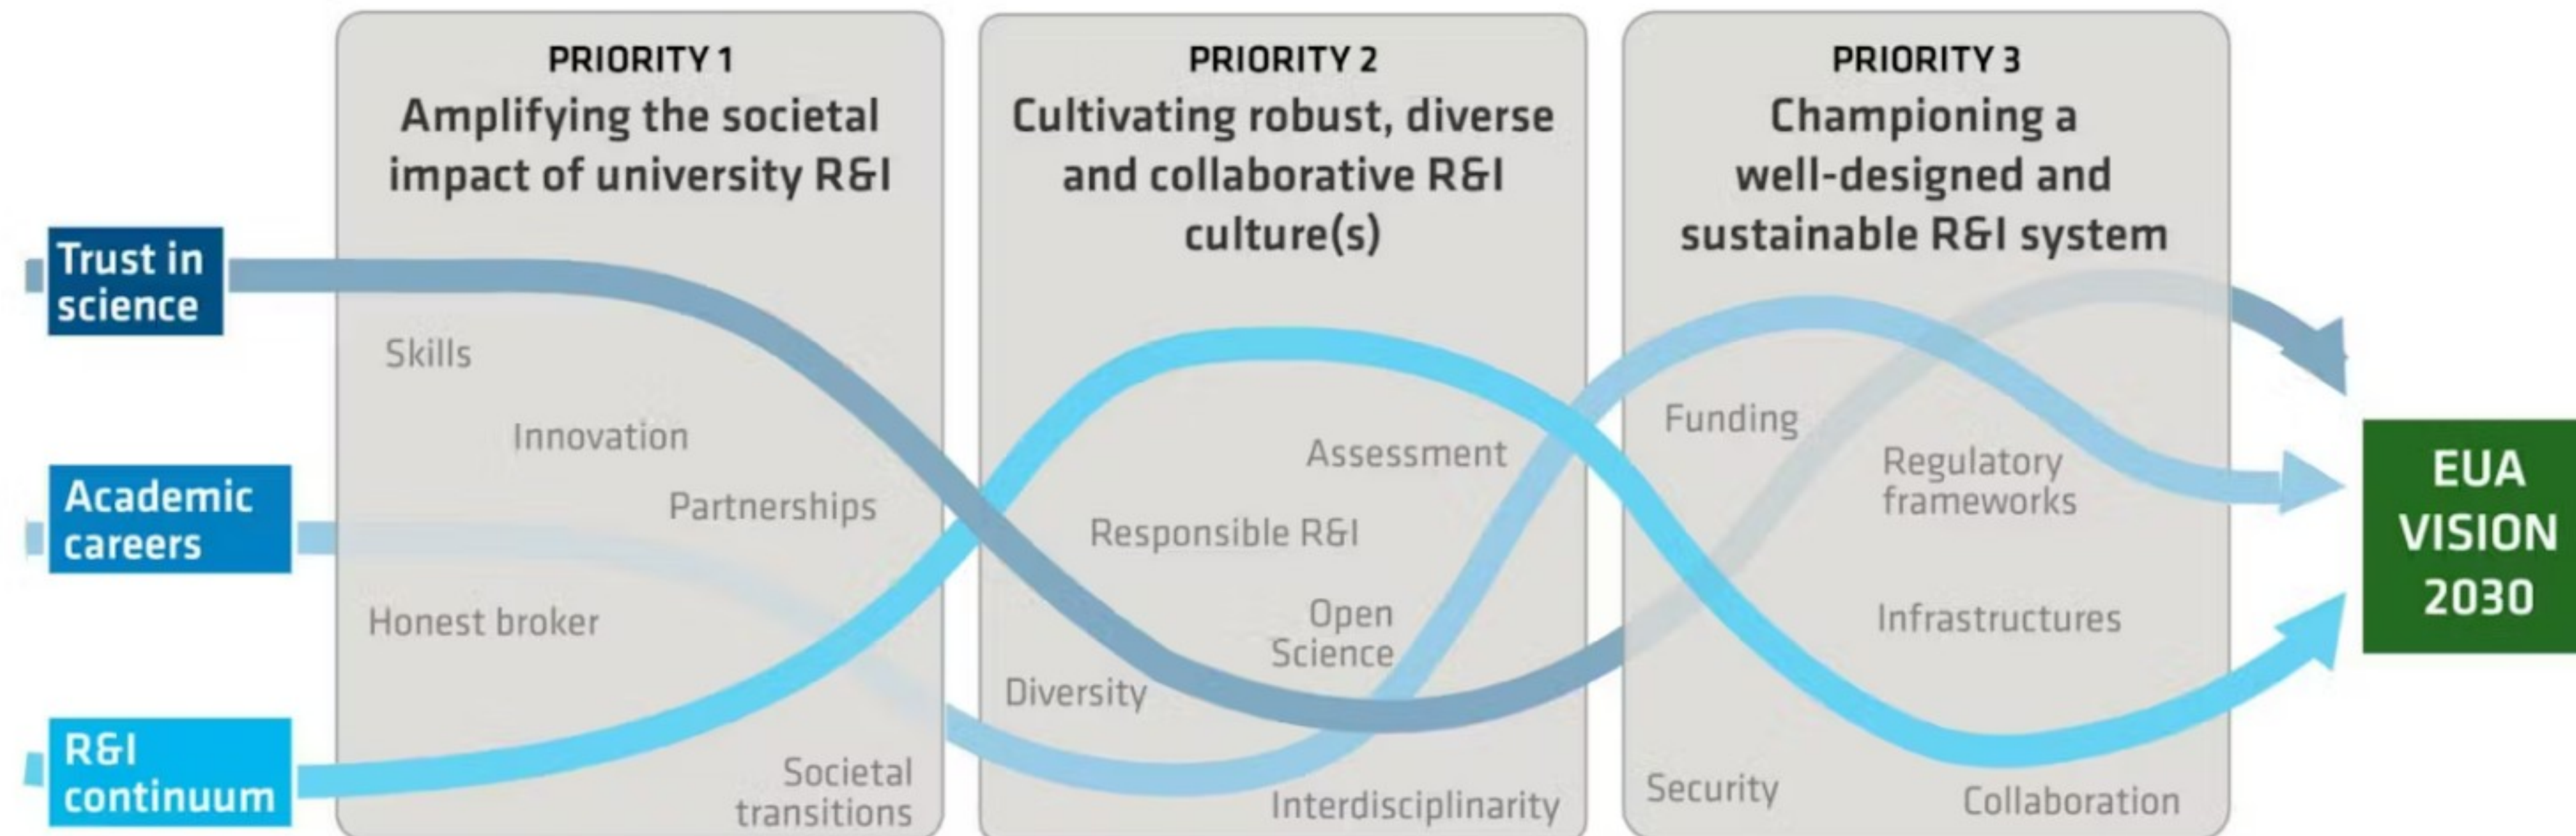 PRIORITY 1
Amplifying the societal
impact of university R&I
PRIORITY 2
Cultivating robust, diverse
and collaborative R&I
culture(s)
PRIORITY 3
Championing a
well-designed and
sustainable R&I system
Trust in
science
Academic
careers
R&I
continuum
Skills
Innovation
Partnerships
Honest broker
Societal
transitions
Assessment
Responsible R&I
Open
Science
Diversity
Interdisciplinarity
Funding
Regulatory
frameworks
Infrastructures
Security
Collaboration
EUA
VISION
2030